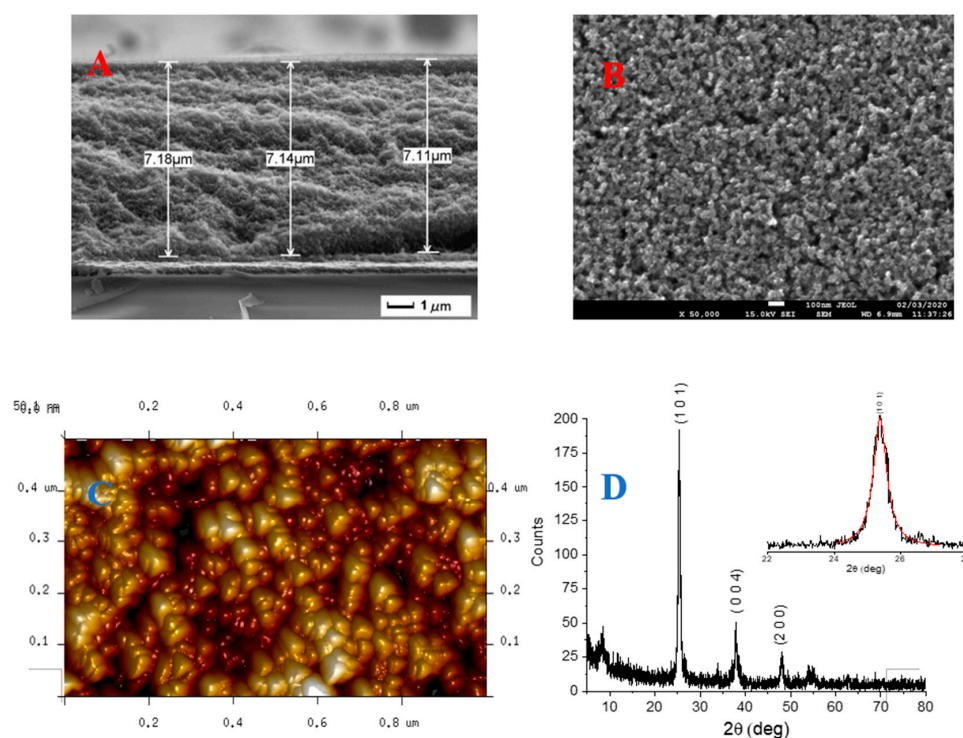 A
7.18µm
7.14µm
7.11µm
1 µm
B
100nm JEOL 02/03/2020
X 50,000 15.0kV SEI SEM WD 6.9mm 11:37:26
0.2 0.4 0.6 0.8 um
C
0.4 um
0.4 um
0.3
0.3
0.2
0.2
0.1
0.1
0.2 0.4 0.6 0.8 um
D
Counts
200
175
150
125
100
75
50
25
0
(1 0 1)
(0 0 4)
(2 0 0)
10 20 30 40 50 60 70 80
2θ (deg)
(1 0 1)
22 24 26
2θ (deg)